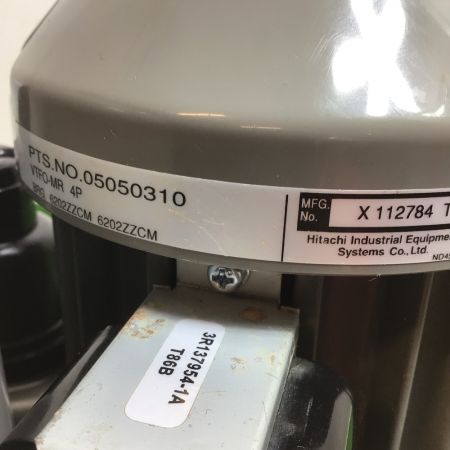 PTS.NO.05050310
VTFO-MR 4P
BRG 6202ZZCM 6202ZZCM
MFG. No. X 112784 T
Hitachi Industrial Equipme
Systems Co., Ltd.
3R137954-1A
T86B